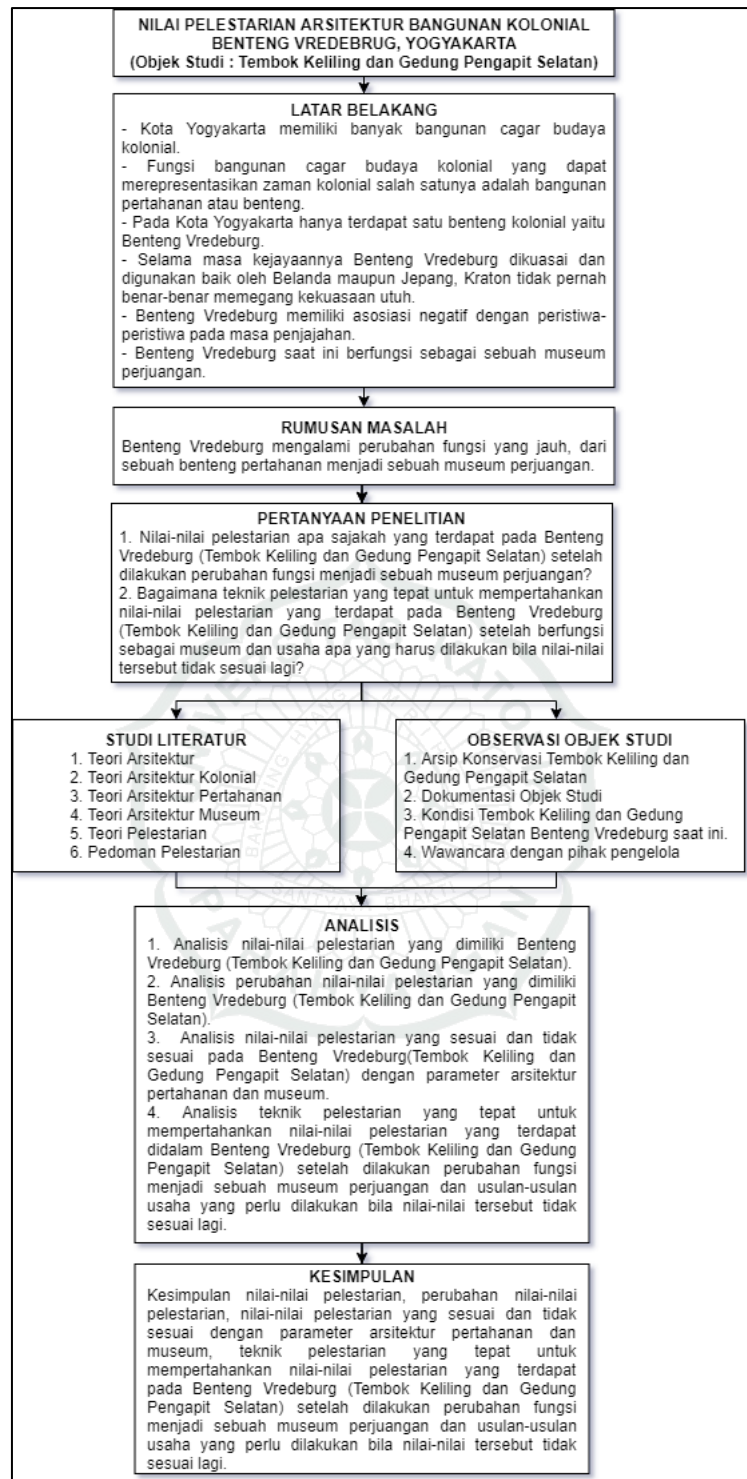 NILAI PELESTARIAN ARSITEKTUR BANGUNAN KOLONIAL
BENTENG VREDEBRUG, YOGYAKARTA
(Objek Studi : Tembok Keliling dan Gedung Pengapit Selatan)
LATAR BELAKANG
- Kota Yogyakarta memiliki banyak bangunan cagar budaya
kolonial.
- Fungsi bangunan cagar budaya kolonial yang dapat
merepresentasikan zaman kolonial salah satunya adalah bangunan
pertahanan atau benteng.
- Pada Kota Yogyakarta hanya terdapat satu benteng kolonial yaitu
Benteng Vredeburg.
- Selama masa kejayaannya Benteng Vredeburg dikuasai dan
digunakan baik oleh Belanda maupun Jepang, Kraton tidak pernah
benar-benar memegang kekuasaan utuh.
- Benteng Vredeburg memiliki asosiasi negatif dengan peristiwa-
peristiwa pada masa penjajahan.
- Benteng Vredeburg saat ini berfungsi sebagai sebuah museum
perjuangan.
RUMUSAN MASALAH
Benteng Vredeburg mengalami perubahan fungsi yang jauh, dari
sebuah benteng pertahanan menjadi sebuah museum perjuangan.
PERTANYAAN PENELITIAN
1. Nilai-nilai pelestarian apa sajakah yang terdapat pada Benteng
Vredeburg (Tembok Keliling dan Gedung Pengapit Selatan) setelah
dilakukan perubahan fungsi menjadi sebuah museum perjuangan?
2. Bagaimana teknik pelestarian yang tepat untuk mempertahankan
nilai-nilai pelestarian yang terdapat pada Benteng Vredeburg
(Tembok Keliling dan Gedung Pengapit Selatan) setelah berfungsi
sebagai museum dan usaha apa yang harus dilakukan bila nilai-nilai
tersebut tidak sesuai lagi?
STUDI LITERATUR
1. Teori Arsitektur
2. Teori Arsitektur Kolonial
3. Teori Arsitektur Pertahanan
4. Teori Arsitektur Museum
5. Teori Pelestarian
6. Pedoman Pelestarian
OBSERVASI OBJEK STUDI
1. Arsip Konservasi Tembok Keliling dan
Gedung Pengapit Selatan
2. Dokumentasi Objek Studi
3. Kondisi Tembok Keliling dan Gedung
Pengapit Selatan Benteng Vredeburg saat ini.
4. Wawancara dengan pihak pengelola
ANALISIS
1. Analisis nilai-nilai pelestarian yang dimiliki Benteng
Vredeburg (Tembok Keliling dan Gedung Pengapit Selatan).
2. Analisis perubahan nilai-nilai pelestarian yang dimiliki
Benteng Vredeburg (Tembok Keliling dan Gedung Pengapit
Selatan).
3. Analisis nilai-nilai pelestarian yang sesuai dan tidak
sesuai pada Benteng Vredeburg(Tembok Keliling dan
Gedung Pengapit Selatan) dengan parameter arsitektur
pertahanan dan museum.
4. Analisis teknik pelestarian yang tepat untuk
mempertahankan nilai-nilai pelestarian yang terdapat
didalam Benteng Vredeburg (Tembok Keliling dan Gedung
Pengapit Selatan) setelah dilakukan perubahan fungsi
menjadi sebuah museum perjuangan dan usulan-usulan
usaha yang perlu dilakukan bila nilai-nilai tersebut tidak
sesuai lagi.
KESIMPULAN
Kesimpulan nilai-nilai pelestarian, perubahan nilai-nilai
pelestarian, nilai-nilai pelestarian yang sesuai dan tidak
sesuai dengan parameter arsitektur pertahanan dan
museum, teknik pelestarian yang tepat untuk
mempertahankan nilai-nilai pelestarian yang terdapat
pada Benteng Vredeburg (Tembok Keliling dan Gedung
Pengapit Selatan) setelah dilakukan perubahan fungsi
menjadi sebuah museum perjuangan dan usulan-usulan
usaha yang perlu dilakukan bila nilai-nilai tersebut tidak
sesuai lagi.